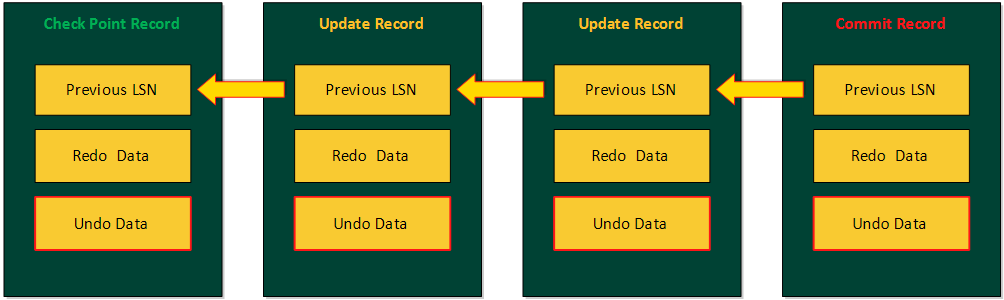 Check Point Record
Previous LSN
Redo Data
Undo Data
Update Record
Previous LSN
Redo Data
Undo Data
Update Record
Previous LSN
Redo Data
Undo Data
Commit Record
Previous LSN
Redo Data
Undo Data